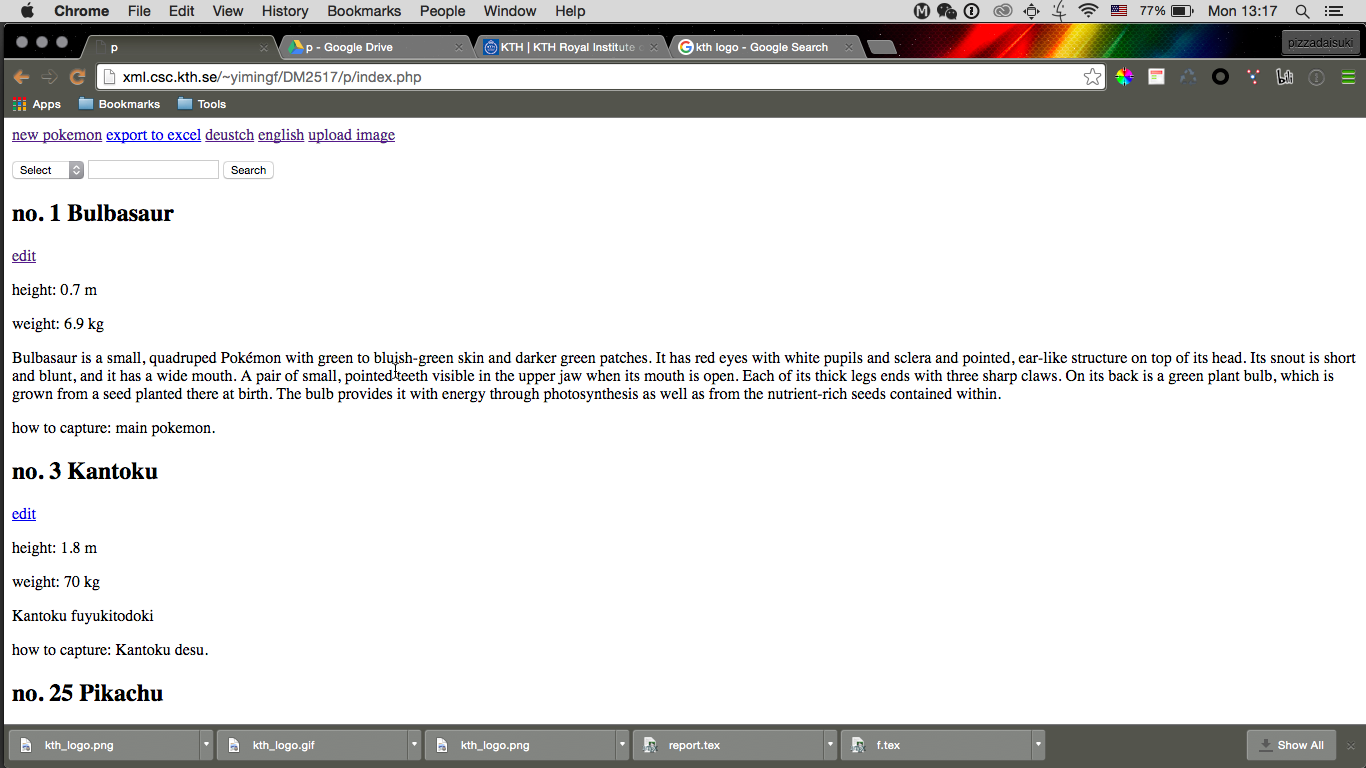 Chrome File Edit View History Bookmarks People Window Help 77% Mon 13:17
p p - Google Drive KTH | KTH Royal Institute kth logo - Google Search pizzadaisuki
xml.csc.kth.se/~yimingf/DM2517/p/index.php
Apps Bookmarks Tools
new pokemon export to excel deustch english upload image
Select Search
no. 1 Bulbasaur
edit
height: 0.7 m
weight: 6.9 kg
Bulbasaur is a small, quadruped Pokémon with green to bluish-green skin and darker green patches. It has red eyes with white pupils and sclera and pointed, ear-like structure on top of its head. Its snout is short
and blunt, and it has a wide mouth. A pair of small, pointed teeth visible in the upper jaw when its mouth is open. Each of its thick legs ends with three sharp claws. On its back is a green plant bulb, which is
grown from a seed planted there at birth. The bulb provides it with energy through photosynthesis as well as from the nutrient-rich seeds contained within.
how to capture: main pokemon.
no. 3 Kantoku
edit
height: 1.8 m
weight: 70 kg
Kantoku fuyukitodoki
how to capture: Kantoku desu.
no. 25 Pikachu
kth_logo.png kth_logo.gif kth_logo.png report.tex f.tex Show All